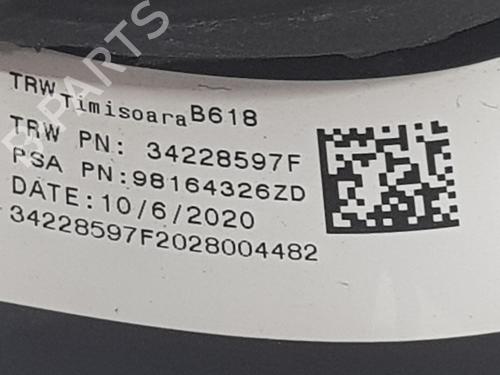 TRW Timisoara B618
TRW PN: 34228597F
PSA PN:98164326ZD
DATE:10/6/2020
34228597F2028004482
B-PARTS